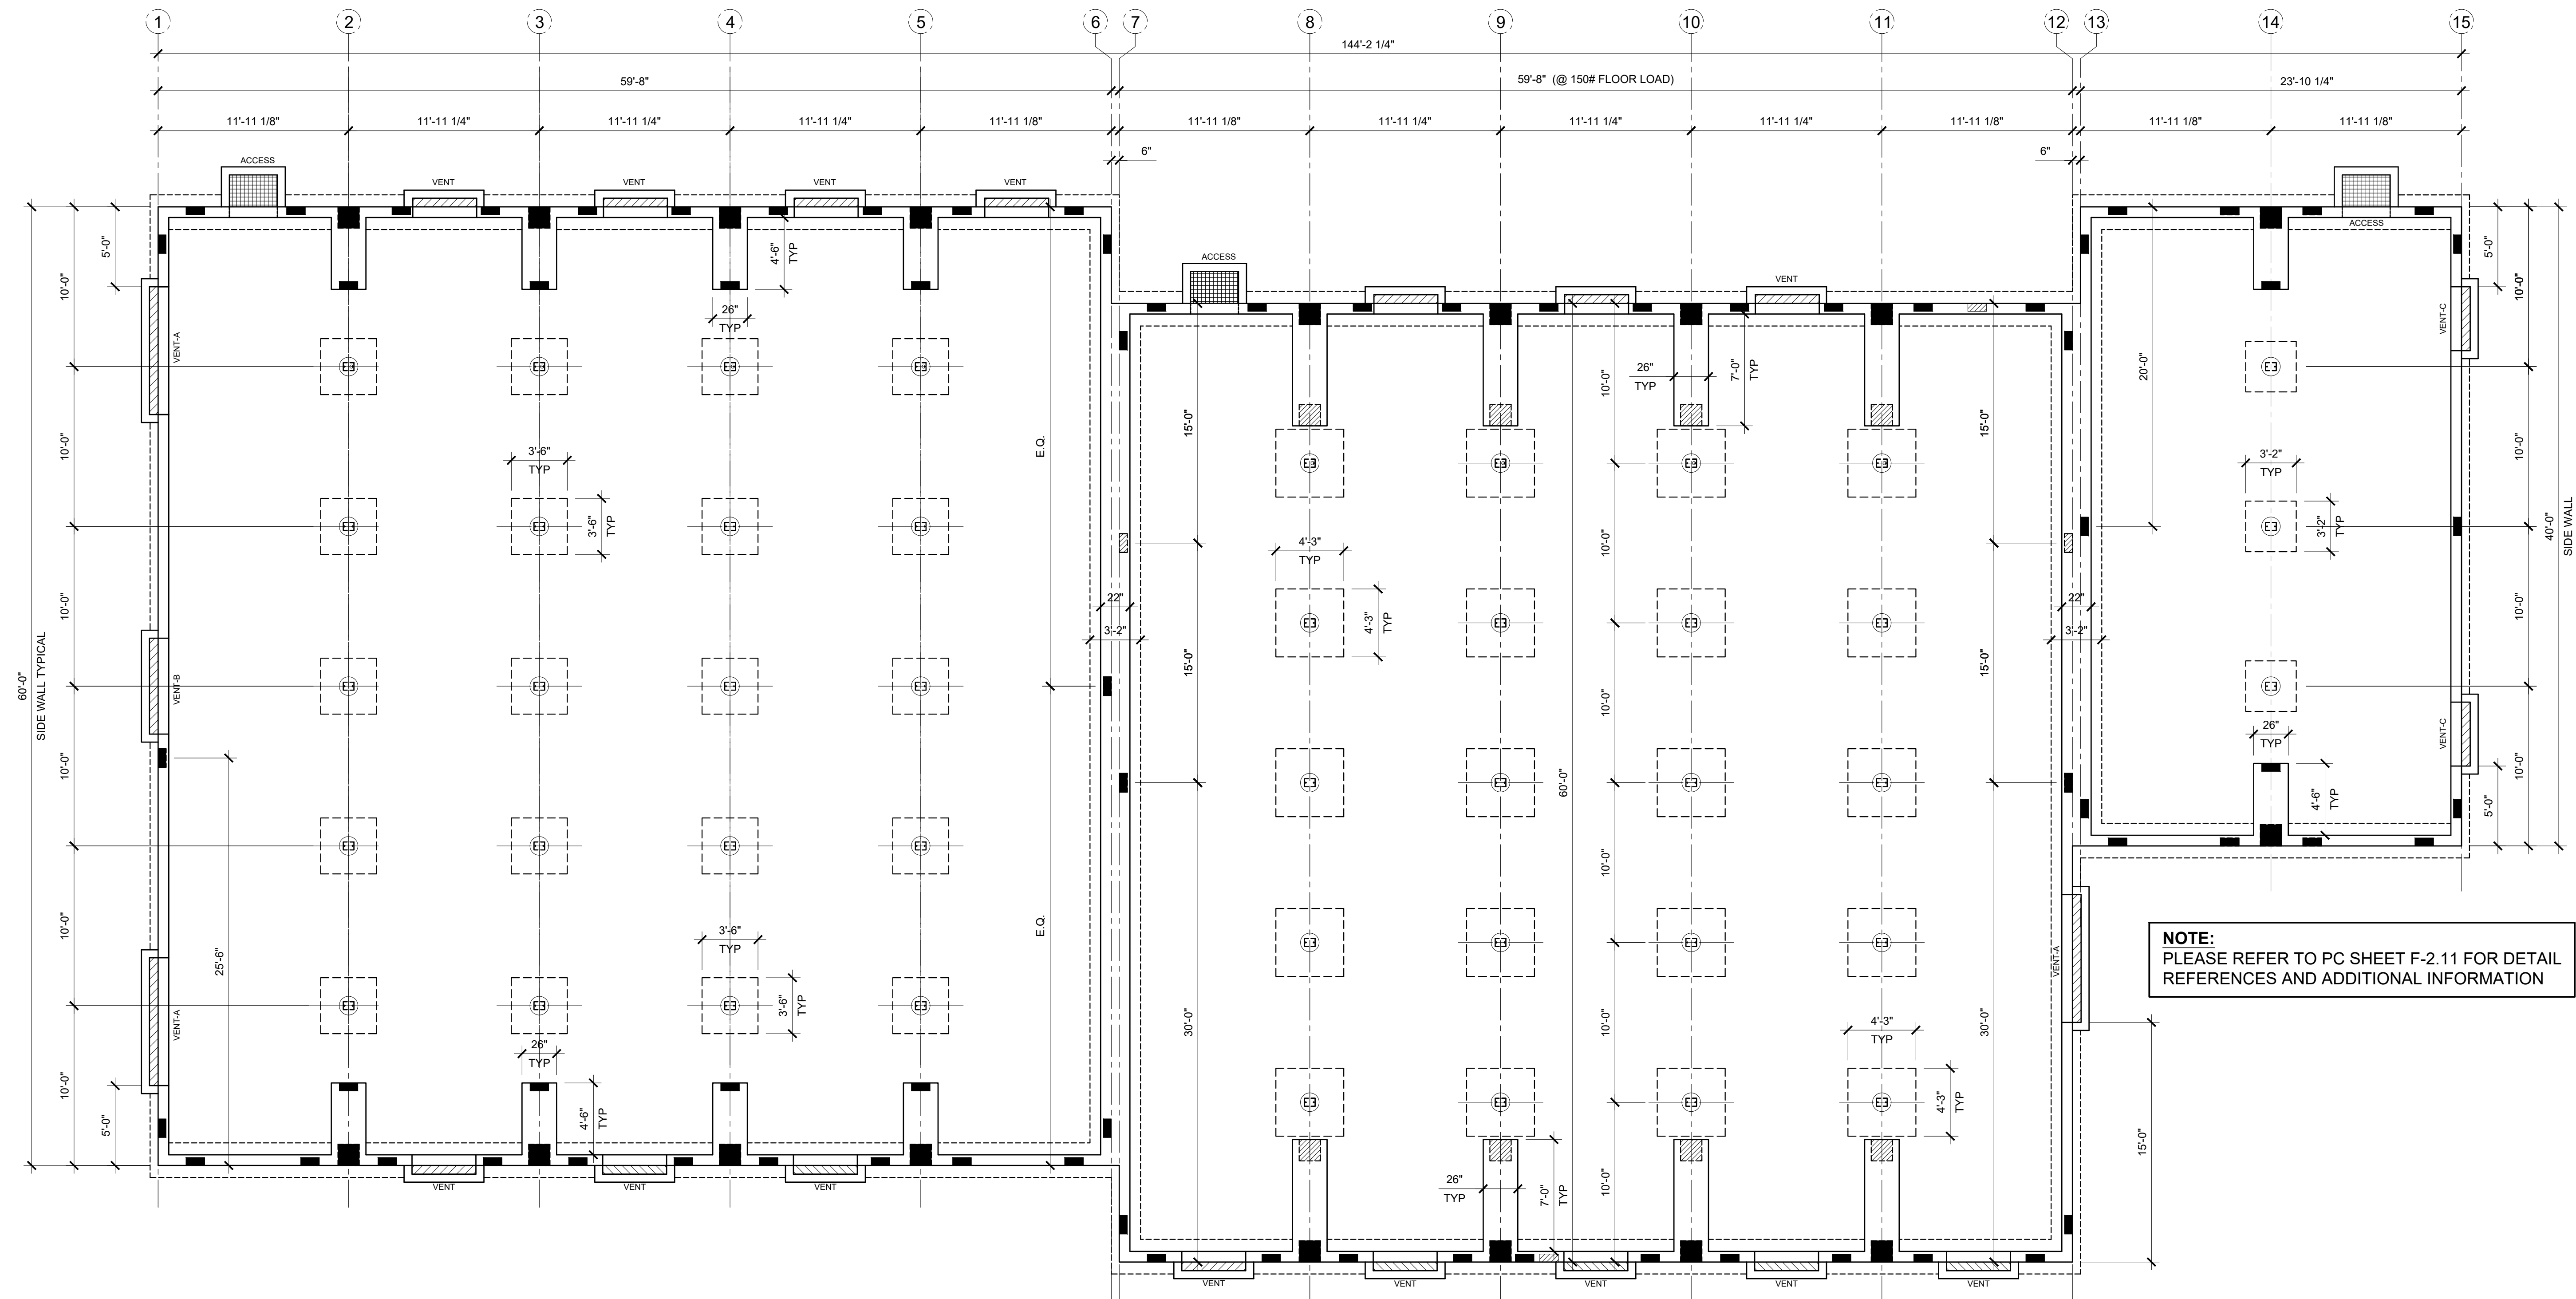 1 2 3 4 5 6 7 8 9 10 11 12 13 14 15
144'-2 1/4"
59'-8" 59'-8" (@ 150# FLOOR LOAD) 23'-10 1/4"
11'-11 1/8" 11'-11 1/4" 11'-11 1/4" 11'-11 1/4" 11'-11 1/8" 11'-11 1/8" 11'-11 1/4" 11'-11 1/4" 11'-11 1/4" 11'-11 1/8" 11'-11 1/8" 11'-11 1/8"
6" 6"
ACCESS
VENT VENT VENT VENT
ACCESS
ACCESS
VENT
60'-0"
SIDE WALL TYPICAL
10'-0"
10'-0"
10'-0"
10'-0"
10'-0"
10'-0"
5'-0"
5'-0"
VENT-A
VENT-B
VENT-A
25'-6"
4'-6"
TYP
26"
TYP
3'-6"
TYP
3'-6"
TYP
3'-6"
TYP
3'-6"
TYP
26"
TYP
4'-6"
TYP
VENT VENT VENT
E.Q.
E.Q.
22"
3'-2"
15'-0"
15'-0"
30'-0"
4'-3"
TYP
4'-3"
TYP
26"
TYP
7'-0"
TYP
60'-0"
10'-0"
10'-0"
10'-0"
10'-0"
10'-0"
10'-0"
26"
TYP
7'-0"
TYP
4'-3"
TYP
4'-3"
TYP
15'-0"
15'-0"
30'-0"
VENT VENT VENT VENT VENT
22"
3'-2"
VENT-A
15'-0"
20'-0"
3'-2"
TYP
3'-2"
TYP
26"
TYP
4'-6"
TYP
VENT-C
VENT-C
5'-0"
5'-0"
10'-0"
10'-0"
10'-0"
10'-0"
40'-0"
SIDE WALL
NOTE:
PLEASE REFER TO PC SHEET F-2.11 FOR DETAIL
REFERENCES AND ADDITIONAL INFORMATION